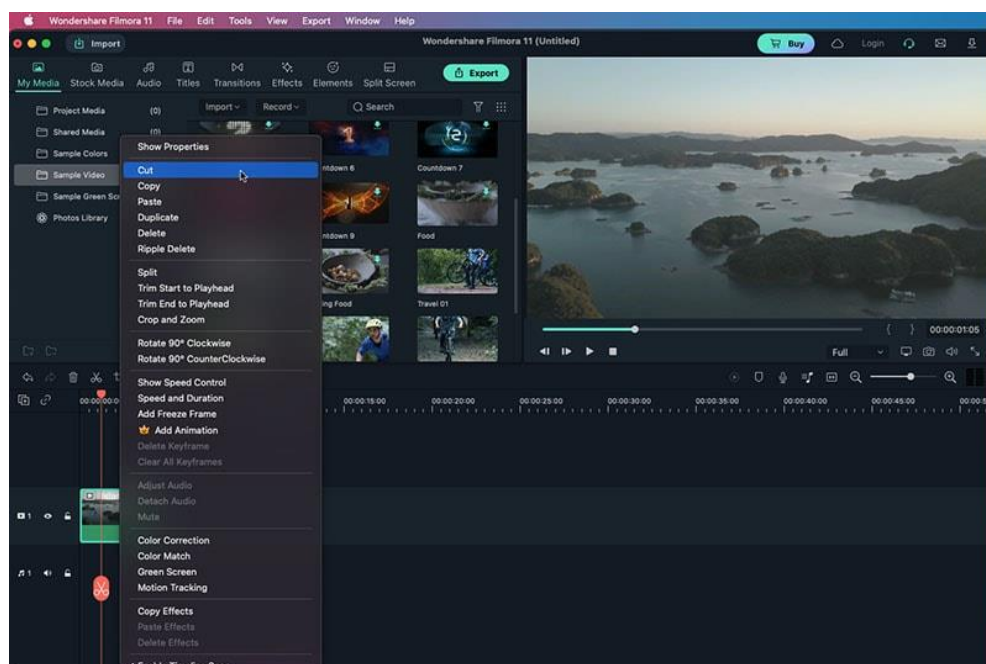 Wondershare Filmora 11 File Edit Tools View Export Window Help
Import
Wondershare Filmora 11 (Untitled)
Buy
Login
My Media Stock Media Audio Titles Transitions Effects Elements Split Screen
Export
Project Media (0)
Import Record Search
Shared Media (0)
Sample Colors
Sample Video
Sample Green
Photos Library
Countdown 7
Food
Travel 01
Show Properties
Cut
Copy
Paste
Duplicate
Delete
Ripple Delete
Split
Trim Start to Playhead
Trim End to Playhead
Crop and Zoom
Rotate 90° Clockwise
Rotate 90° CounterClockwise
Show Speed Control
Speed and Duration
Add Freeze Frame
Add Animation
Delete Keyframe
Clear All Keyframes
Adjust Audio
Detach Audio
Mute
Color Correction
Color Match
Green Screen
Motion Tracking
Copy Effects
Paste Effects
Delete Effects
00:00:01:05
Full
00:00:15:00 00:00:20:00 00:00:25:00 00:00:30:00 00:00:35:00 00:00:40:00 00:00:45:00
1
1